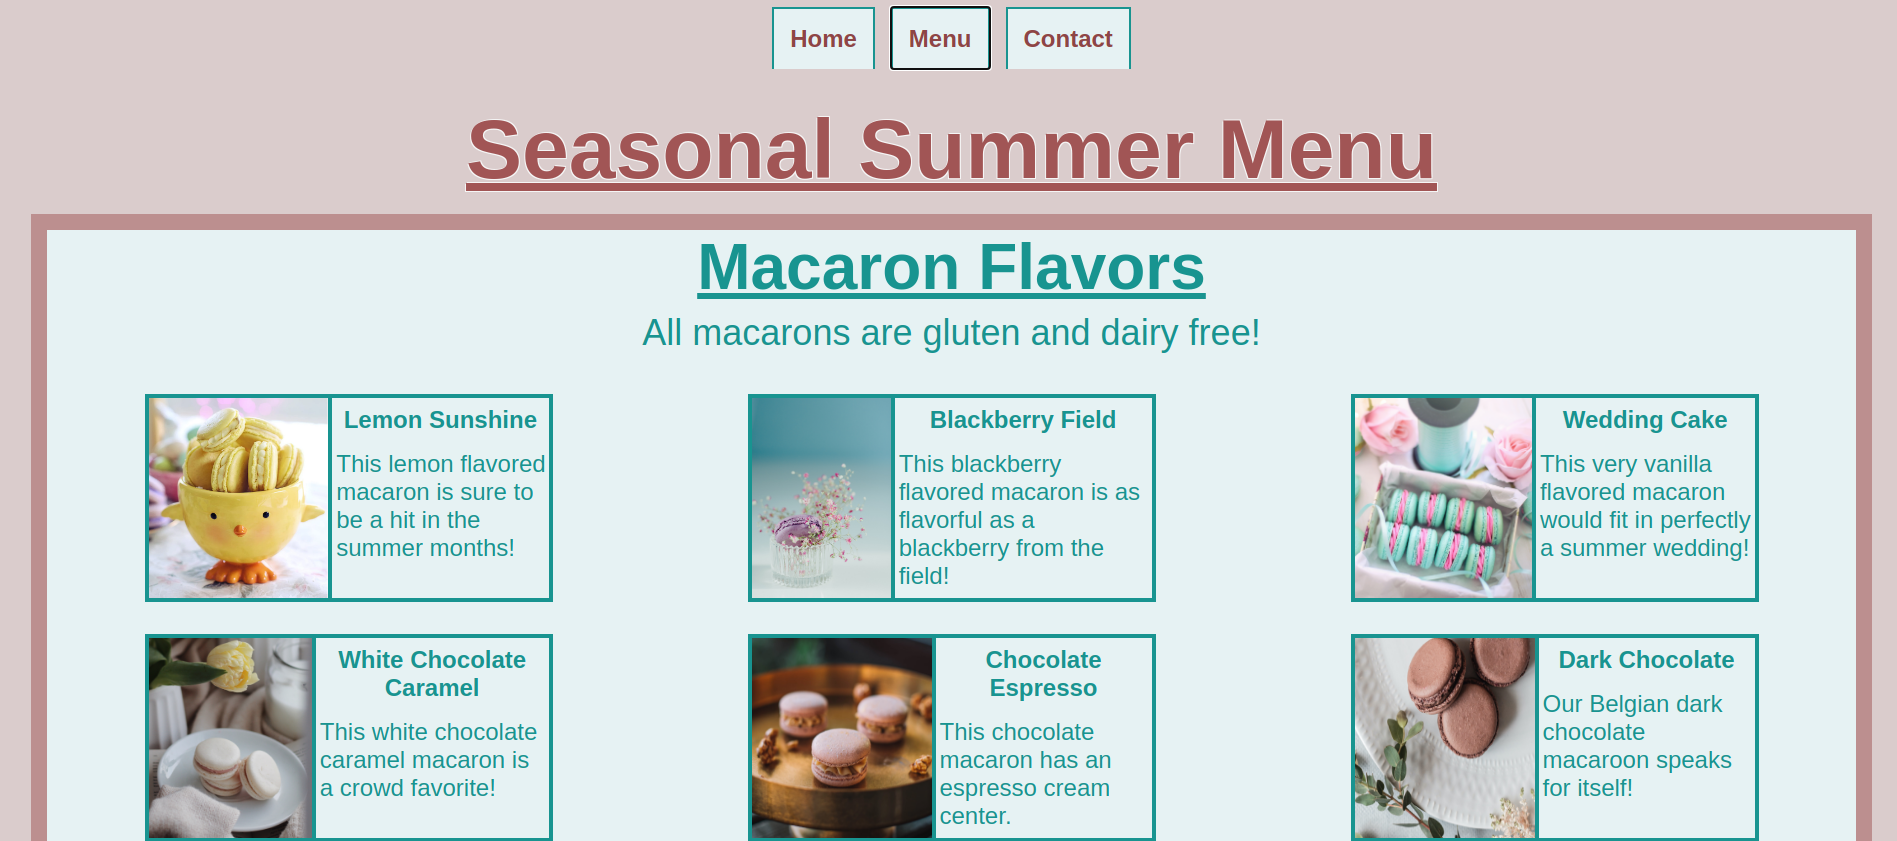 Home Menu Contact
Seasonal Summer Menu
Macaron Flavors
All macarons are gluten and dairy free!
Lemon Sunshine
This lemon flavored
macaron is sure to
be a hit in the
summer months!
Blackberry Field
This blackberry
flavored macaron is as
flavorful as a
blackberry from the
field!
Wedding Cake
This very vanilla
flavored macaron
would fit in perfectly
a summer wedding!
White Chocolate
Caramel
This white chocolate
caramel macaron is
a crowd favorite!
Chocolate
Espresso
This chocolate
macaron has an
espresso cream
center.
Dark Chocolate
Our Belgian dark
chocolate
macaroon speaks
for itself!